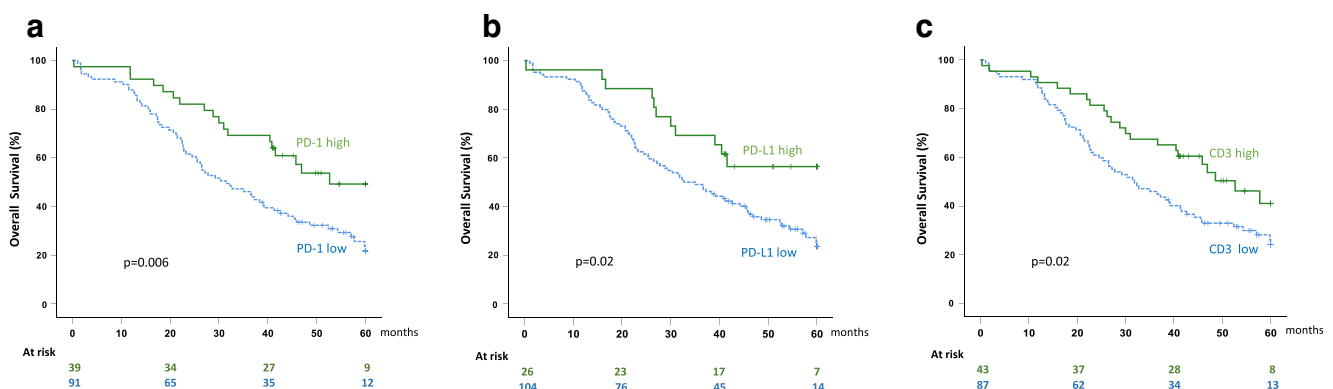 a
100
80
60
40
20
0
Overall Survival (%)
PD-1 high
PD-1 low
p=0.006
0 10 20 30 40 50 60 months
At risk
39 34 27 9
91 65 35 12
b
100
80
60
40
20
0
Overall Survival (%)
PD-L1 high
PD-L1 low
p=0.02
0 10 20 30 40 50 60 months
At risk
26 23 17 7
104 76 45 14
c
100
80
60
40
20
0
Overall Survival (%)
CD3 high
CD3 low
p=0.02
0 10 20 30 40 50 60 months
At risk
43 37 28 8
87 62 34 13